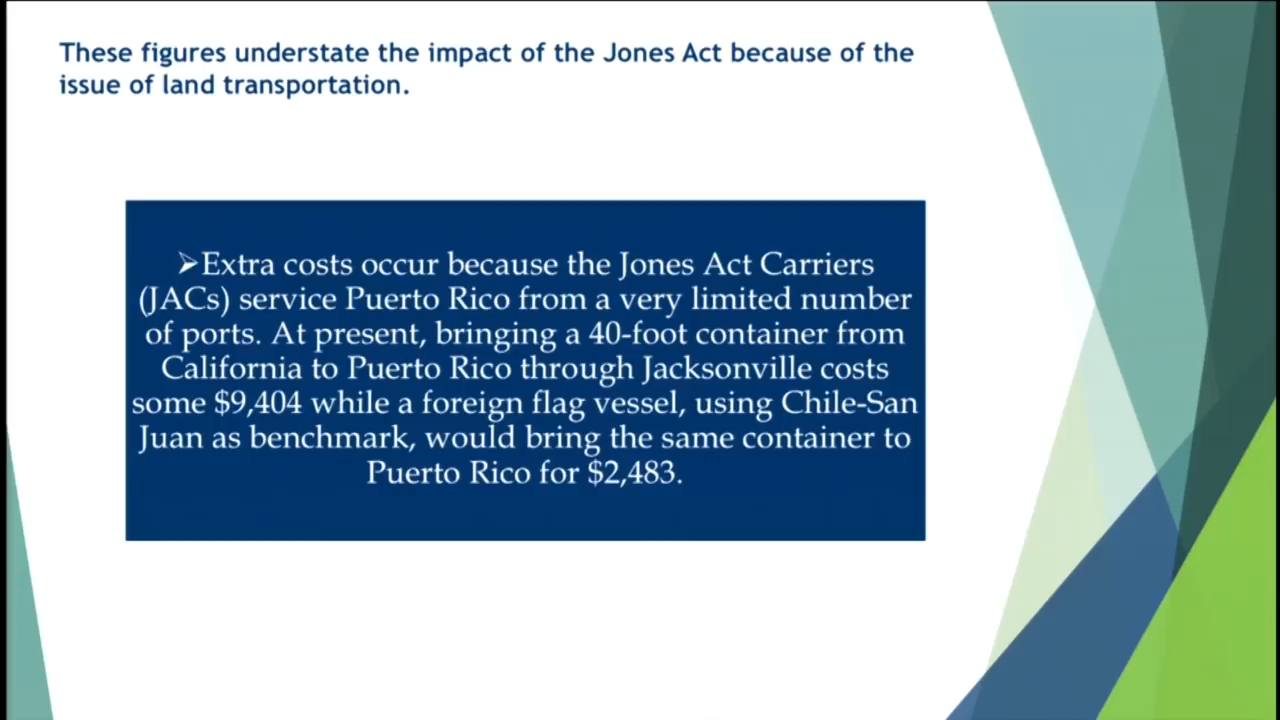 These figures understate the impact of the Jones Act because of the
issue of land transportation.
➢Extra costs occur because the Jones Act Carriers
(JACs) service Puerto Rico from a very limited number
of ports. At present, bringing a 40-foot container from
California to Puerto Rico through Jacksonville costs
some $9,404 while a foreign flag vessel, using Chile-San
Juan as benchmark, would bring the same container to
Puerto Rico for $2,483.